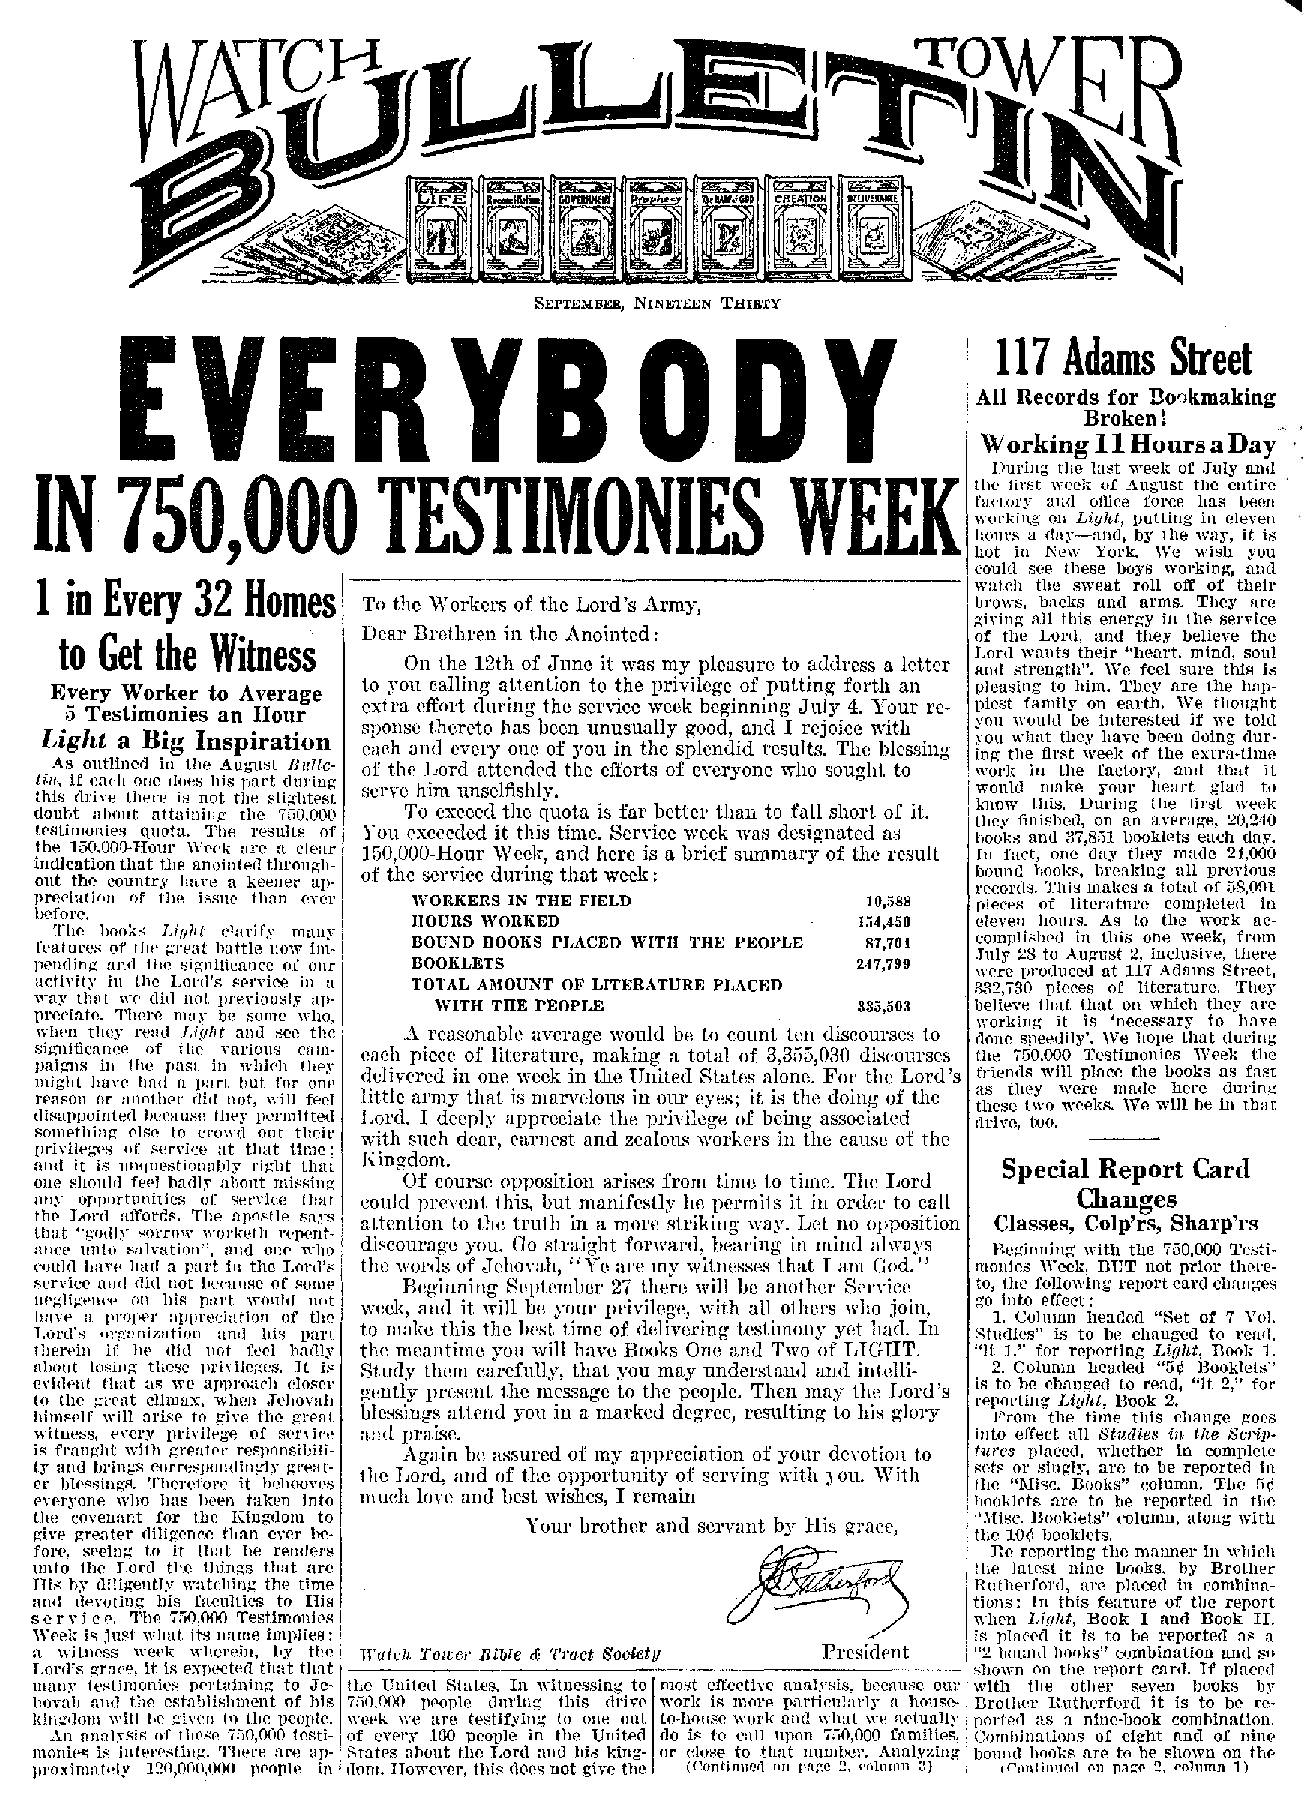 WATCH TOWER
BULLETIN
LIFE
Reconciliation
GOVERNMENT
Prophecy
The HARP of GOD
CREATION
DELIVERANCE
SEPTEMBER, NINETEEN THIRTY
EVERYBODY
IN 750,000 TESTIMONIES WEEK
1 in Every 32 Homes
to Get the Witness
Every Worker to Average
5 Testimonies an Hour
Light a Big Inspiration
As outlined in the August Bulle-
tin, if each one does his part during
this drive there is not the slightest
doubt about attaining the 750,000
testimonies quota. The results of
the 150,000-Hour Week are a clear
indication that the anointed through-
out the country have a keener ap-
preciation of the issue than ever
before.
The books Light clarify many
features of the great battle now im-
pending and the significance of our
activity in the Lord's service in a
way that we did not previously ap-
preciate. There may be some who,
when they read Light and see the
significance of the various cam-
paigns in the past in which they
might have had a part but for one
reason or another did not, will feel
disappointed because they permitted
something else to crowd out their
privileges of service at that time;
and it is unquestionably right that
one should feel badly about missing
any opportunities of service that
the Lord affords. The apostle says
that "godly sorrow worketh repent-
ance unto salvation", and one who
could have had a part in the Lord's
service and did not because of some
negligence on his part would not
have a proper appreciation of the
Lord's organization and his part
therein if he did not feel badly
about losing these privileges. It is
evident that as we approach closer
to the great climax, when Jehovah
himself will arise to give the great
witness, every privilege of service
is fraught with greater responsibili-
ty and brings correspondingly great-
er blessings. Therefore it behooves
everyone who has been taken into
the covenant for the Kingdom to
give greater diligence than ever be-
fore, seeing to it that he renders
unto the Lord the things that are
His by diligently watching the time
and devoting his faculties to His
service. The 750,000 Testimonies
Week is just what its name implies:
a witness week wherein, by the
Lord's grace, it is expected that that
many testimonies pertaining to Je-
hovah and the establishment of his
kingdom will be given to the people.
An analysis of these 750,000 testi-
monies is interesting. There are ap-
proximately 120,000,000 people in
To the Workers of the Lord's Army,
Dear Brethren in the Anointed:
On the 12th of June it was my pleasure to address a letter
to you calling attention to the privilege of putting forth an
extra effort during the service week beginning July 4. Your re-
sponse thereto has been unusually good, and I rejoice with
each and every one of you in the splendid results. The blessing
of the Lord attended the efforts of everyone who sought to
serve him unselfishly.
To exceed the quota is far better than to fall short of it.
You exceeded it this time. Service week was designated as
150,000-Hour Week, and here is a brief summary of the result
of the service during that week:
WORKERS IN THE FIELD 10,588
HOURS WORKED 154,450
BOUND BOOKS PLACED WITH THE PEOPLE 87,704
BOOKLETS 247,799
TOTAL AMOUNT OF LITERATURE PLACED
WITH THE PEOPLE 335,503
A reasonable average would be to count ten discourses to
each piece of literature, making a total of 3,355,030 discourses
delivered in one week in the United States alone. For the Lord's
little army that is marvelous in our eyes; it is the doing of the
Lord. I deeply appreciate the privilege of being associated
with such dear, earnest and zealous workers in the cause of the
Kingdom.
Of course opposition arises from time to time. The Lord
could prevent this, but manifestly he permits it in order to call
attention to the truth in a more striking way. Let no opposition
discourage you. Go straight forward, bearing in mind always
the words of Jehovah, "Ye are my witnesses that I am God."
Beginning September 27 there will be another Service
week, and it will be your privilege, with all others who join,
to make this the best time of delivering testimony yet had. In
the meantime you will have Books One and Two of LIGHT.
Study them carefully, that you may understand and intelli-
gently present the message to the people. Then may the Lord's
blessings attend you in a marked degree, resulting to his glory
and praise.
Again be assured of my appreciation of your devotion to
the Lord, and of the opportunity of serving with you. With
much love and best wishes, I remain
Your brother and servant by His grace,
J F Rutherford
Watch Tower Bible & Tract Society President
the United States. In witnessing to
750,000 people during this drive
week we are testifying to one out
of every 160 people in the United
States about the Lord and his king-
dom. However, this does not give the
most effective analysis, because our
work is more particularly a house-
to-house work and what we actually
do is to call upon 750,000 families,
or close to that number. Analyzing
(Continued on page 2, column 3)
117 Adams Street
All Records for Bookmaking
Broken!
Working 11 Hours a Day
During the last week of July and
the first week of August the entire
factory and office force has been
working on Light, putting in eleven
hours a day—and, by the way, it is
hot in New York. We wish you
could see these boys working, and
watch the sweat roll off of their
brows, backs and arms. They are
giving all this energy in the service
of the Lord, and they believe the
Lord wants their "heart, mind, soul
and strength". We feel sure this is
pleasing to him. They are the hap-
piest family on earth. We thought
you would be interested if we told
you what they have been doing dur-
ing the first week of the extra-time
work in the factory, and that it
would make your heart glad to
know this. During the first week
they finished, on an average, 20,240
books and 37,851 booklets each day.
In fact, one day they made 24,000
bound books, breaking all previous
records. This makes a total of 58,091
pieces of literature completed in
eleven hours. As to the work ac-
complished in this one week, from
July 28 to August 2, inclusive, there
were produced at 117 Adams Street,
332,730 pieces of literature. They
believe that that on which they are
working it is 'necessary to have
done speedily'. We hope that during
the 750,000 Testimonies Week the
friends will place the books as fast
as they were made here during
these two weeks. We will be in that
drive, too.
Special Report Card
Changes
Classes, Colp'rs, Sharp'rs
Beginning with the 750,000 Testi-
monies Week, BUT not prior there-
to, the following report card changes
go into effect:
1. Column headed "Set of 7 Vol.
Studies" is to be changed to read,
"lt 1," for reporting Light, Book 1.
2. Column headed "5¢ Booklets"
is to be changed to read, "lt 2," for
reporting Light, Book 2.
From the time this change goes
into effect all Studies in the Scrip-
tures placed, whether in complete
sets or singly, are to be reported in
the "Misc. Books" column. The 5¢
booklets are to be reported in the
"Misc. Booklets" column, along with
the 10¢ booklets.
Re reporting the manner in which
the latest nine books, by Brother
Rutherford, are placed in combina-
tions: In this feature of the report
when Light, Book I and Book II,
is placed it is to be reported as a
"2 bound books" combination and so
shown on the report card. If placed
with the other seven books by
Brother Rutherford it is to be re-
ported as a nine-book combination.
Combinations of eight and of nine
bound books are to be shown on the
(Continued on page 2, column 1)